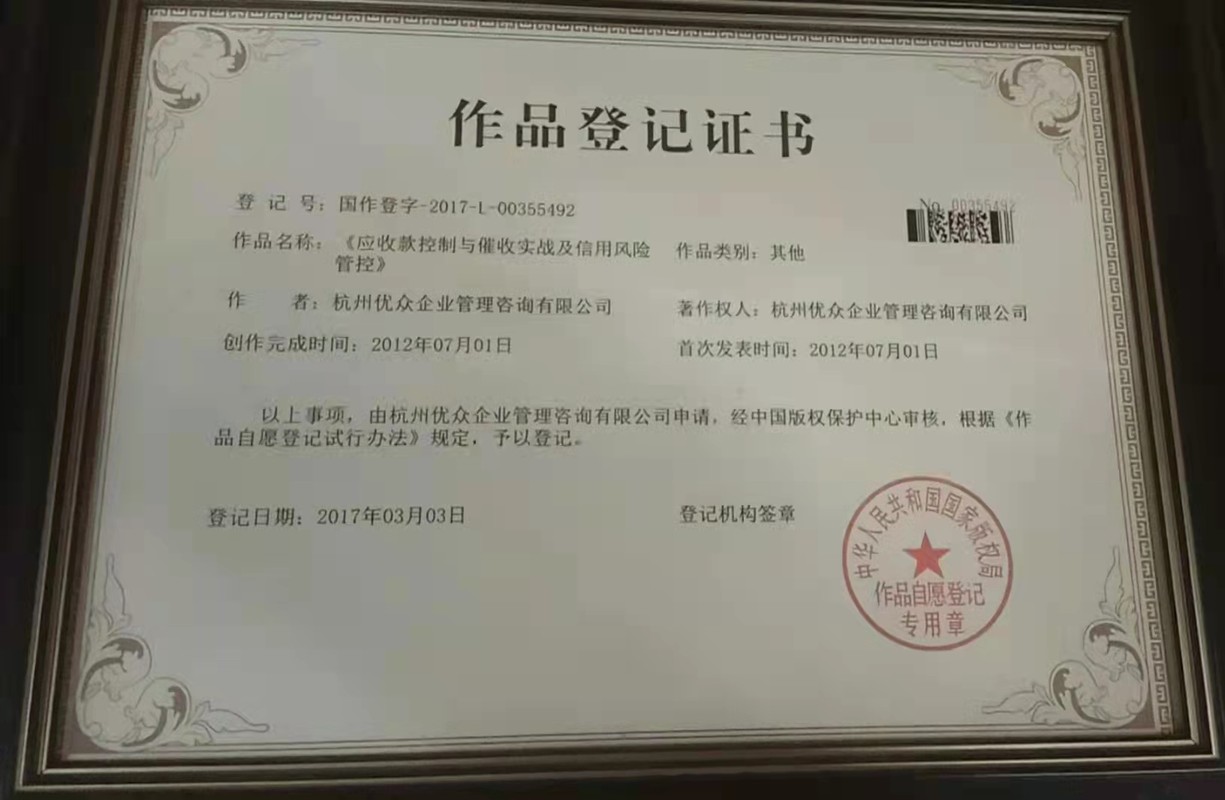 作品登记证书
No. 00355492
登 记 号：国作登字-2017-L-00355492
作品名称：《应收款控制与催收实战及信用风险
管控》
作品类别：其他
作 者：杭州优众企业管理咨询有限公司
著作权人：杭州优众企业管理咨询有限公司
创作完成时间：2012年07月01日
首次发表时间：2012年07月01日
以上事项，由杭州优众企业管理咨询有限公司申请，经中国版权保护中心审核，根据《作
品自愿登记试行办法》规定，予以登记。
登记日期：2017年03月03日
登记机构签章
中华人民共和国国家版权局
作品自愿登记
专用章